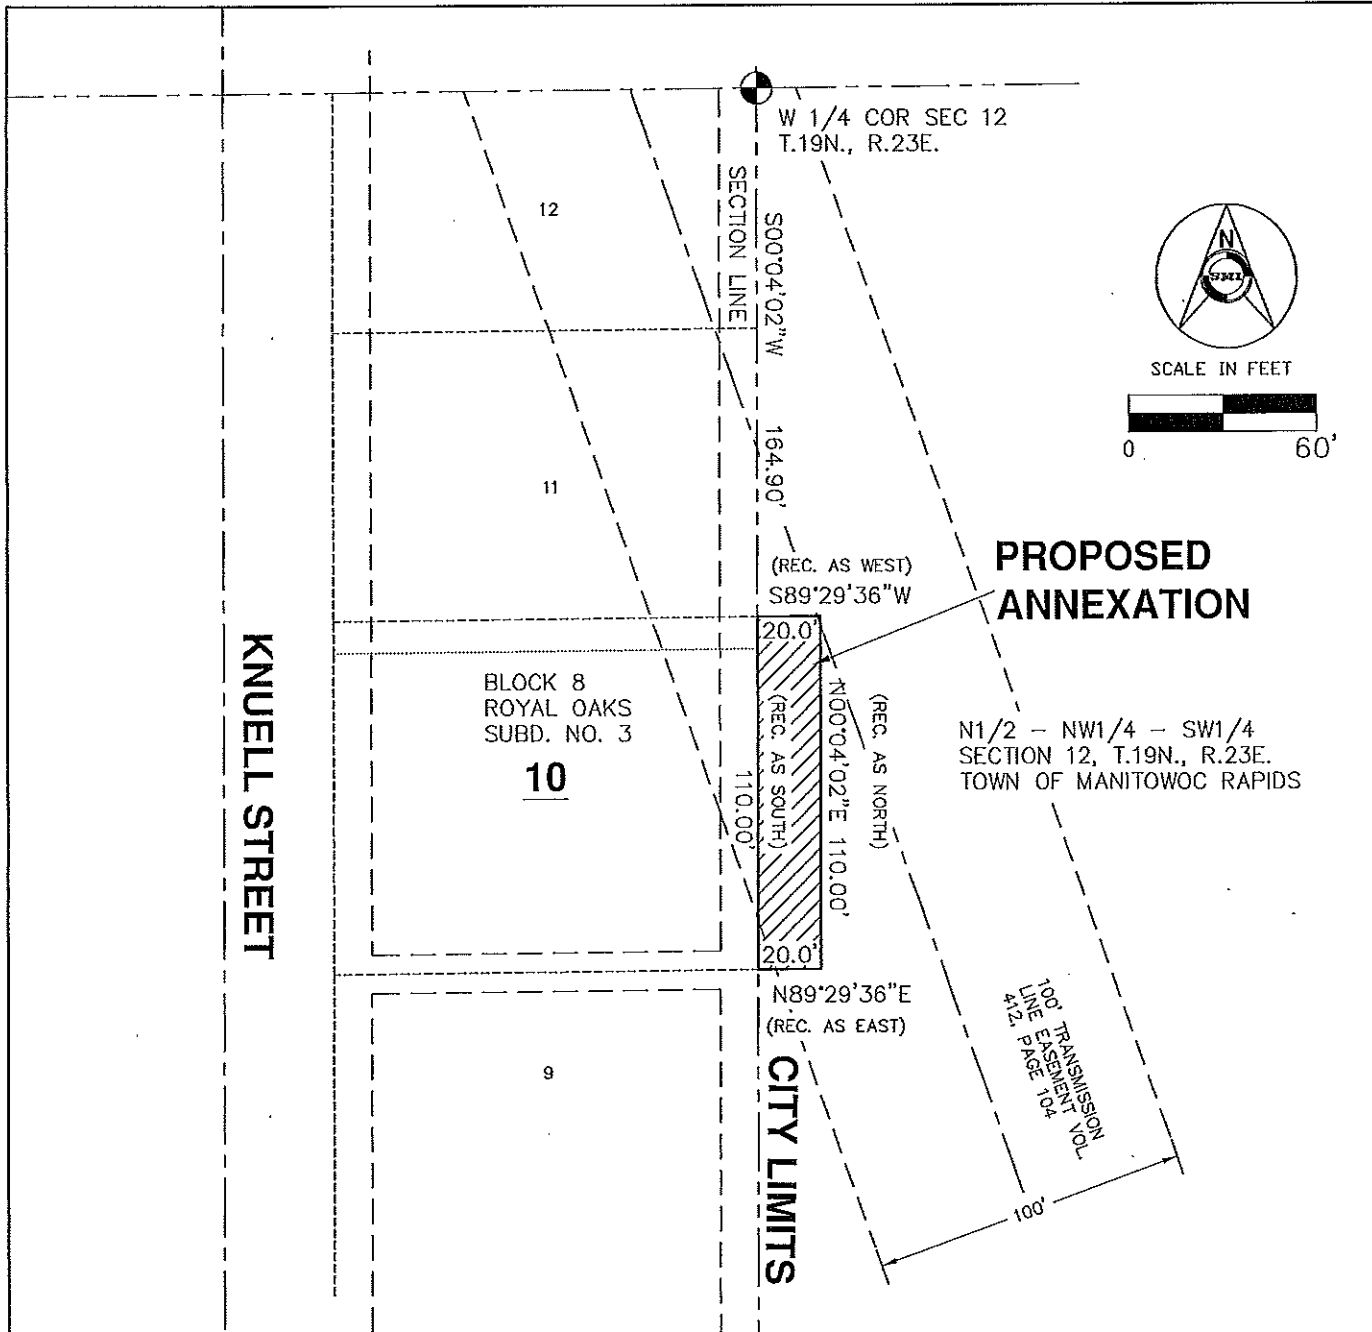 W 1/4 COR SEC 12
T.19N., R.23E.
12
SECTION LINE
S00°04'02"W
164.90'
N
SMI
SCALE IN FEET
0 60'
11
(REC. AS WEST)
S89°29'36"W
PROPOSED
ANNEXATION
20.0'
KNUELL STREET
BLOCK 8
ROYAL OAKS
SUBD. NO. 3
10
110.00'
(REC. AS SOUTH)
N00°04'02"E 110.00'
(REC. AS NORTH)
N1/2 - NW1/4 - SW1/4
SECTION 12, T.19N., R.23E.
TOWN OF MANITOWOC RAPIDS
20.0'
N89°29'36"E
(REC. AS EAST)
100' TRANSMISSION
LINE EASEMENT VOL.
412, PAGE 104
9
CITY LIMITS
100'